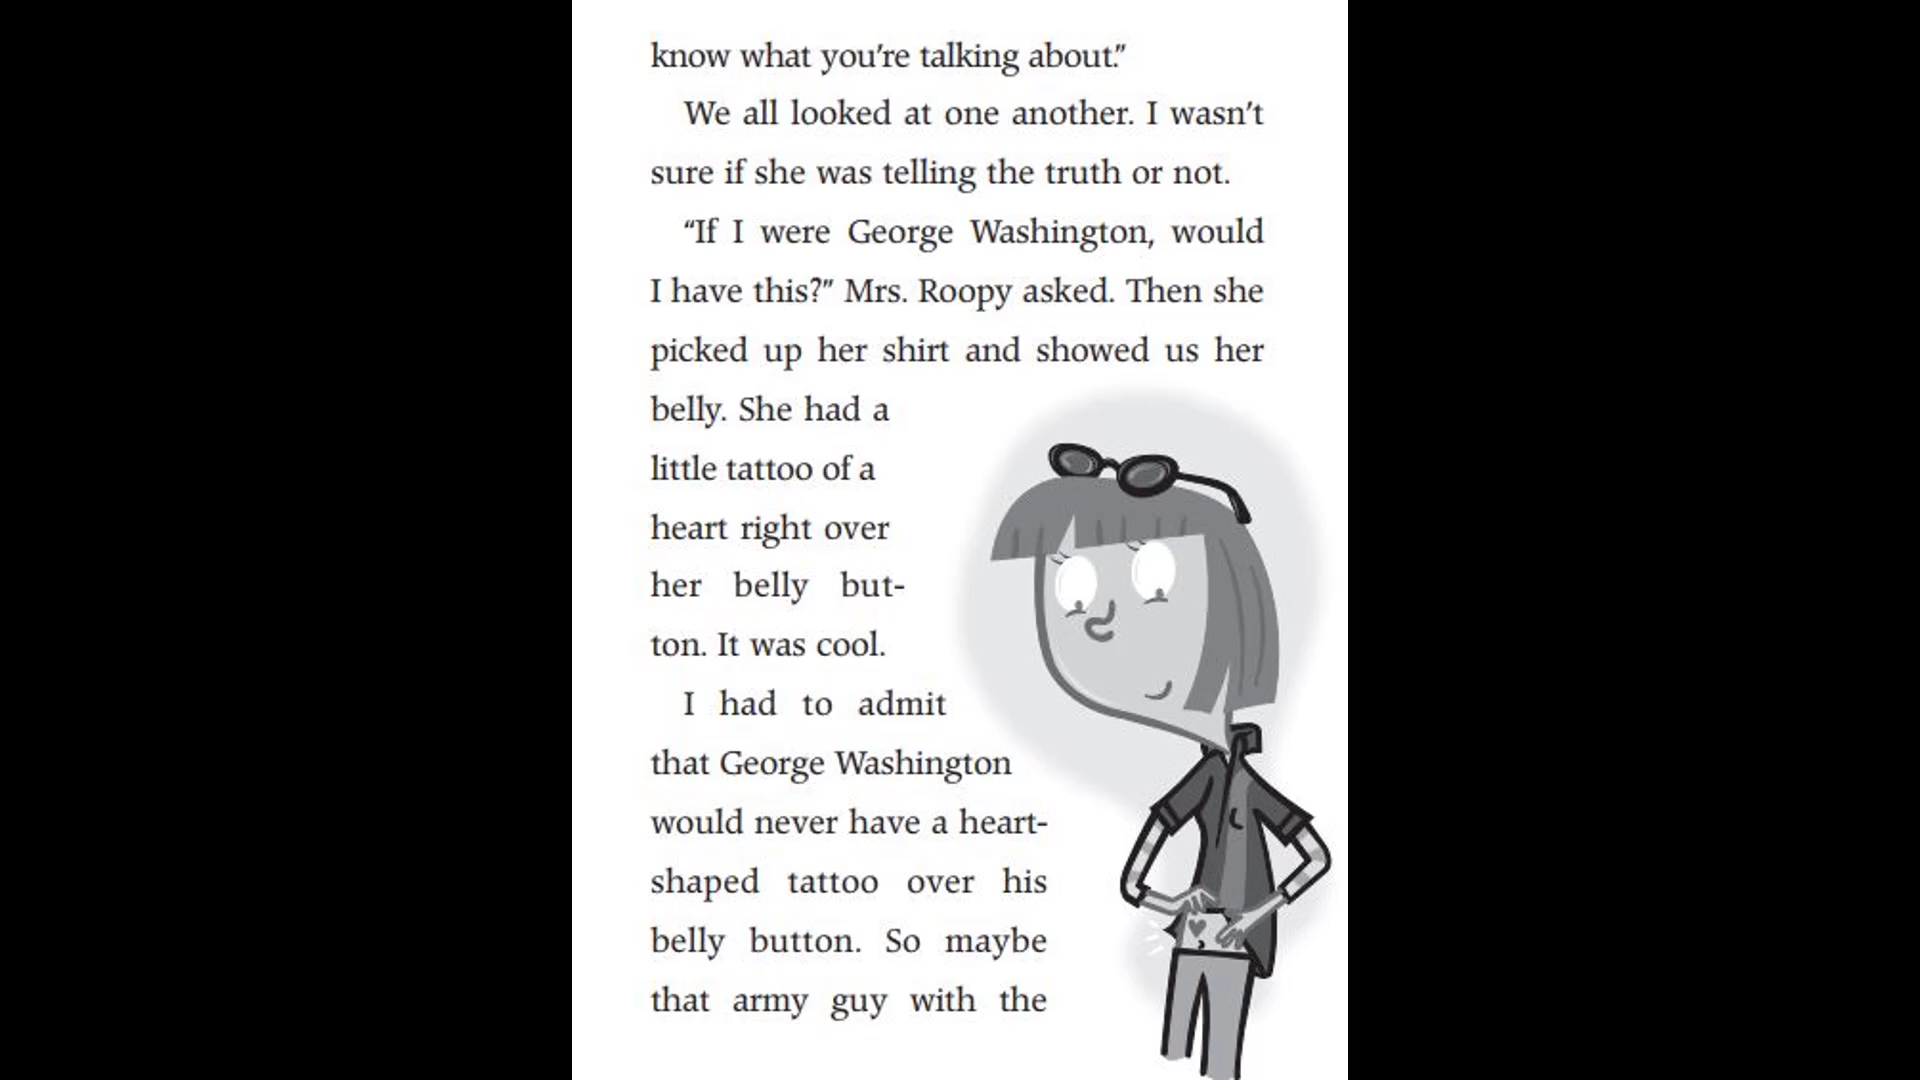 know what you’re talking about.”
We all looked at one another. I wasn’t
sure if she was telling the truth or not.
“If I were George Washington, would
I have this?” Mrs. Roopy asked. Then she
picked up her shirt and showed us her
belly. She had a
little tattoo of a
heart right over
her belly but-
ton. It was cool.
I had to admit
that George Washington
would never have a heart-
shaped tattoo over his
belly button. So maybe
that army guy with the